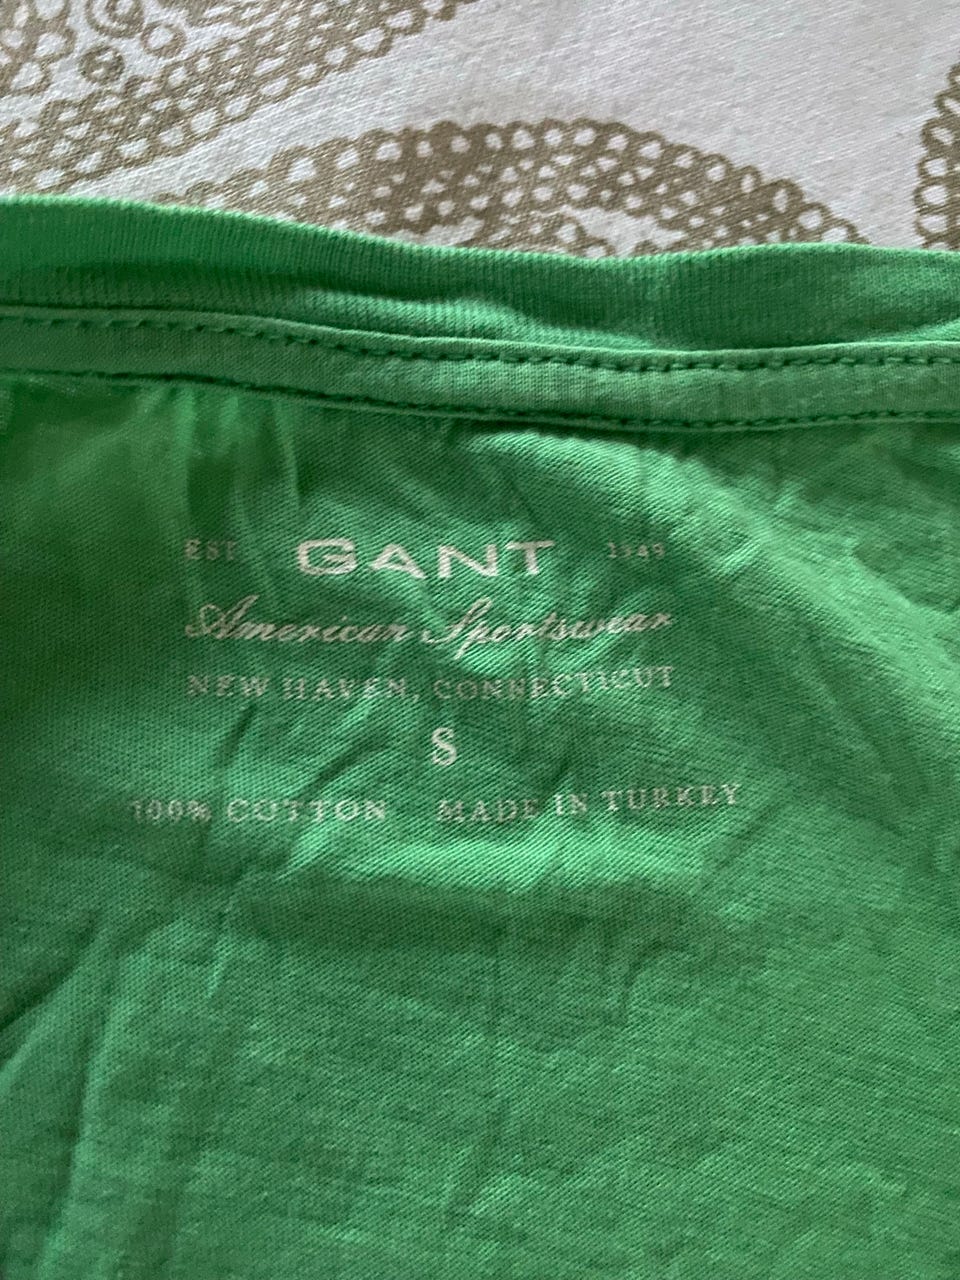 EST GANT 1949
American Sportswear
NEW HAVEN, CONNECTICUT
S
100% COTTON MADE IN TURKEY